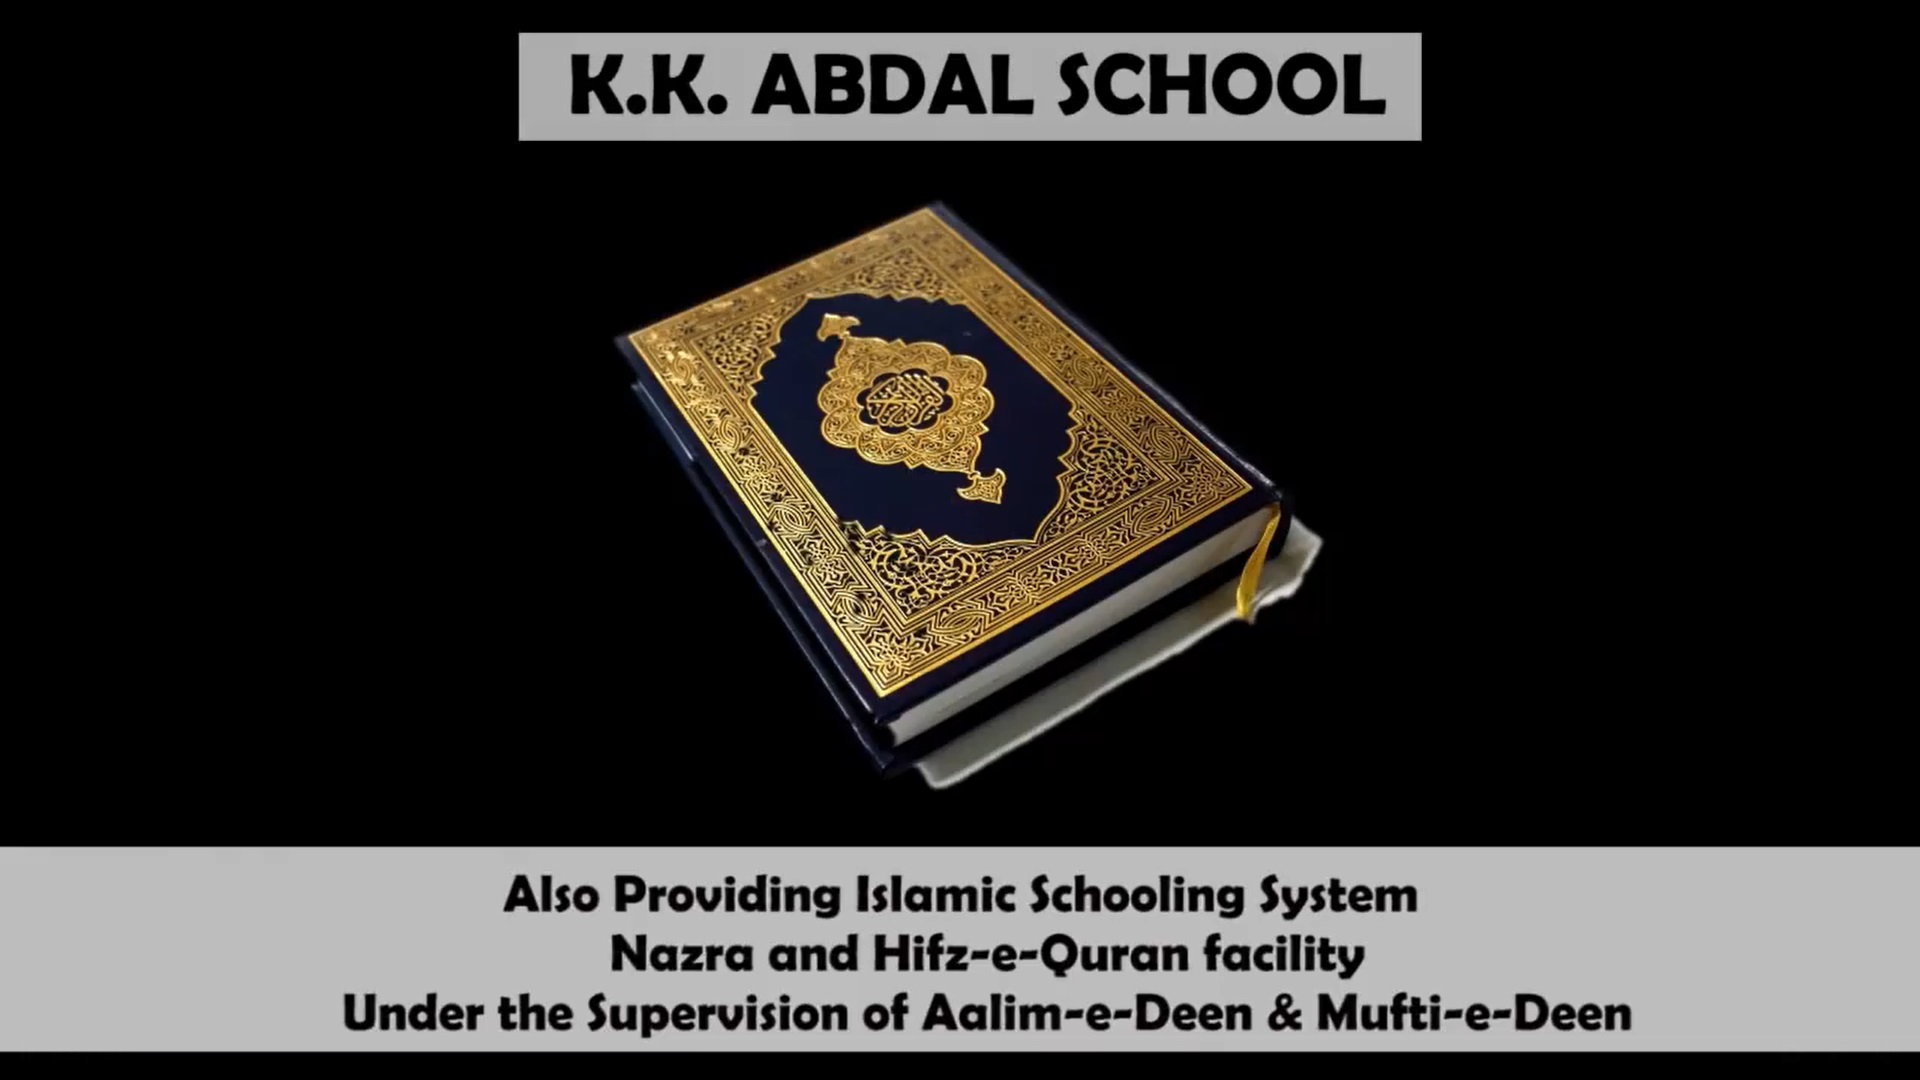 K.K. ABDAL SCHOOL
Also Providing Islamic Schooling System
Nazra and Hifz-e-Quran facility
Under the Supervision of Aalim-e-Deen & Mufti-e-Deen